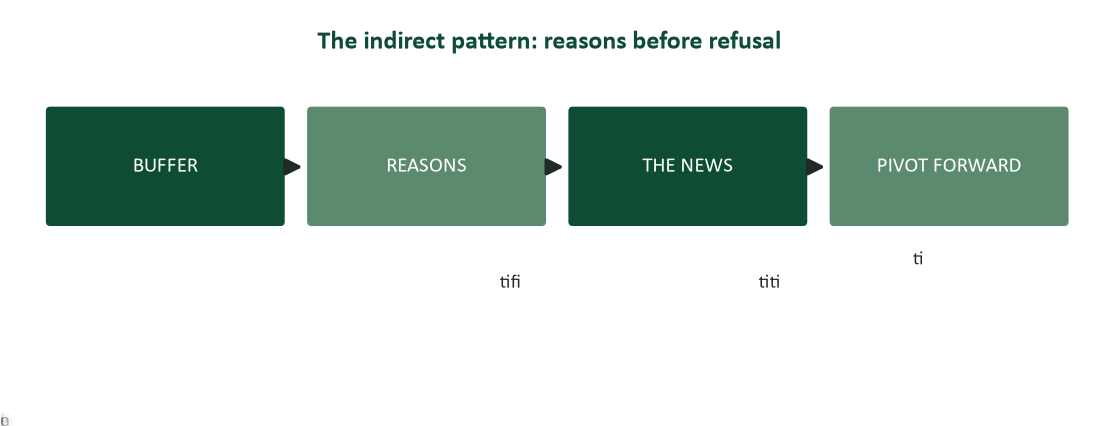 The indirect pattern: reasons before refusal
BUFFER
REASONS
THE NEWS
PIVOT FORWARD
ti
tifi
titi